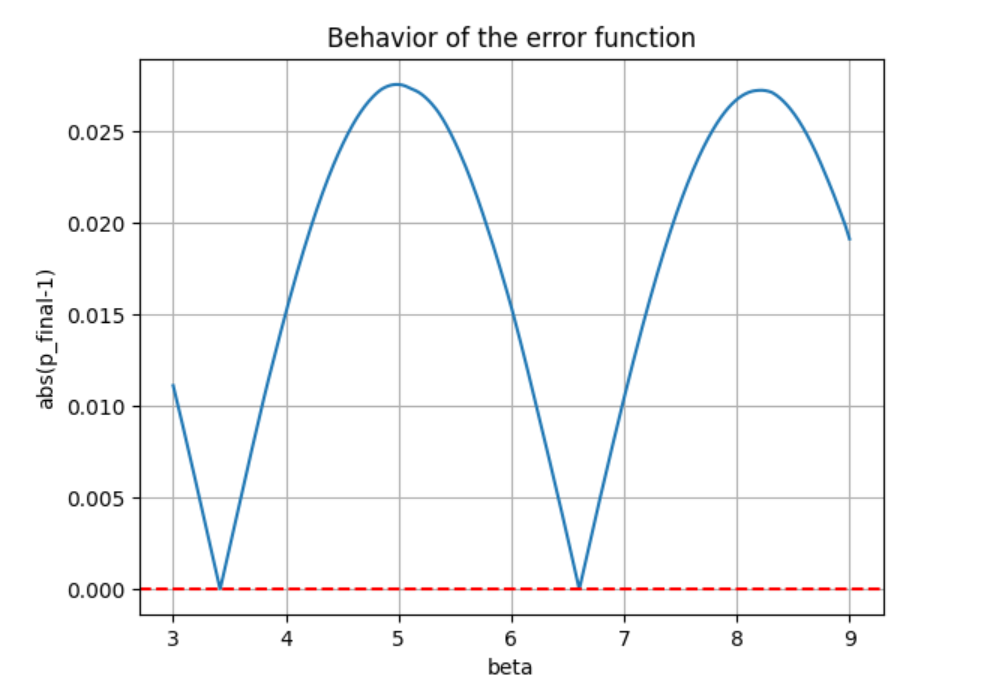 Behavior of the error function
abs(p_final-1)
0.025
0.020
0.015
0.010
0.005
0.000
3 4 5 6 7 8 9
beta